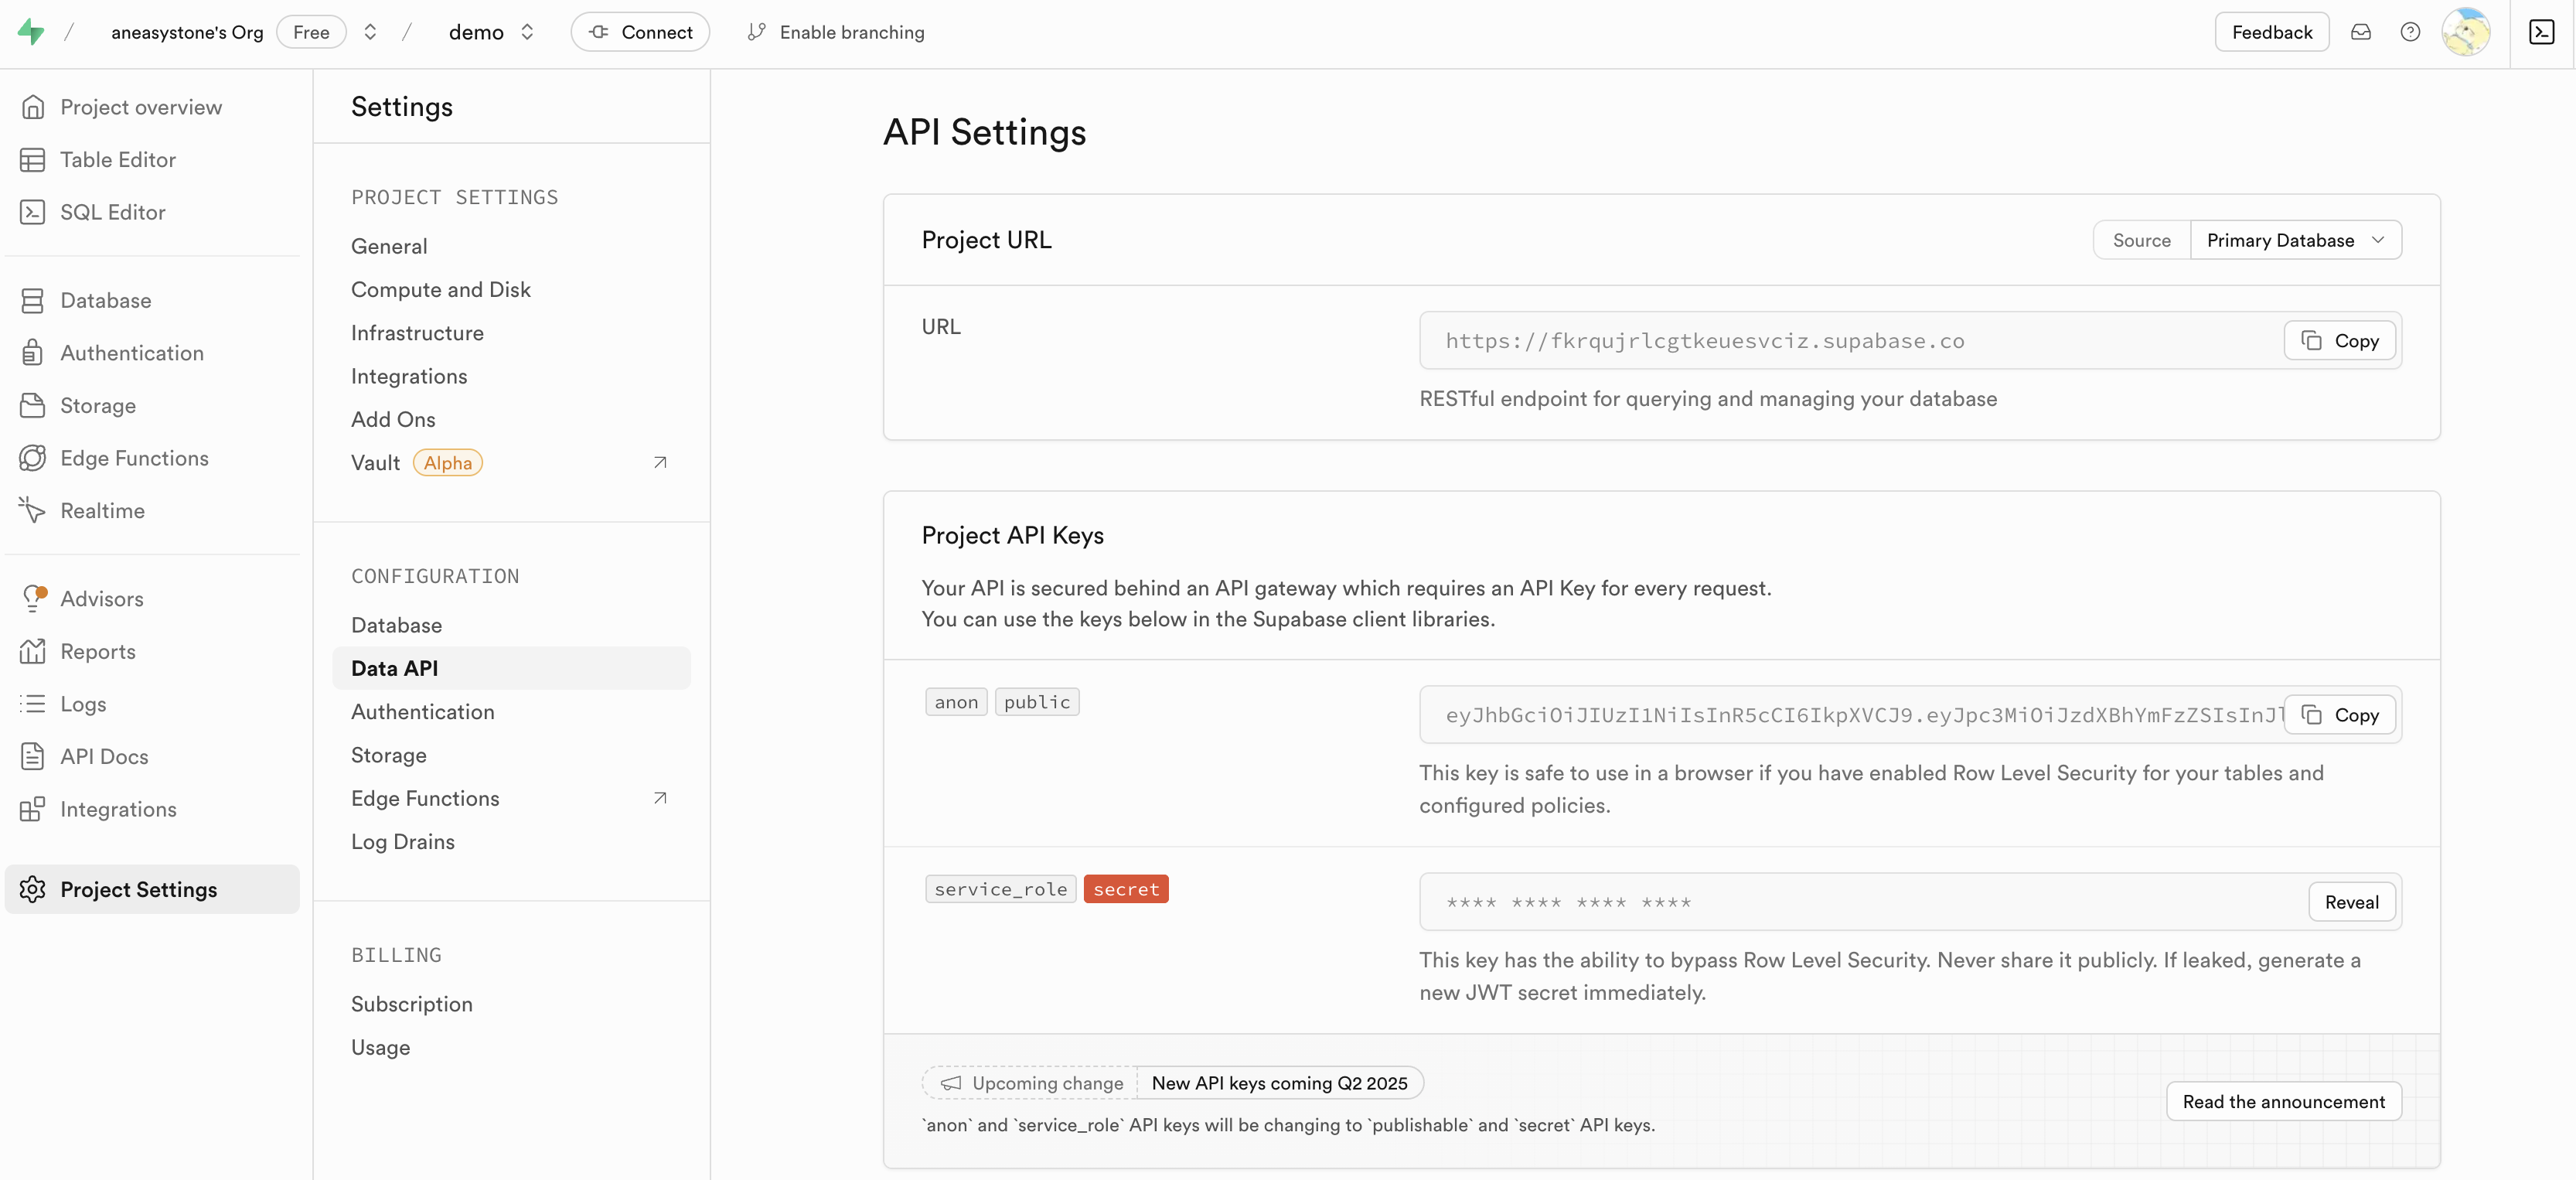 / aneasystone's Org Free / demo Connect Enable branching Feedback
Project overview
Table Editor
SQL Editor
Database
Authentication
Storage
Edge Functions
Realtime
Advisors
Reports
Logs
API Docs
Integrations
Project Settings
Settings
PROJECT SETTINGS
General
Compute and Disk
Infrastructure
Integrations
Add Ons
Vault Alpha
CONFIGURATION
Database
Data API
Authentication
Storage
Edge Functions
Log Drains
BILLING
Subscription
Usage
API Settings
Project URL Source Primary Database
URL https://fkrqujrlcgtkeuesvciz.supabase.co Copy
RESTful endpoint for querying and managing your database
Project API Keys
Your API is secured behind an API gateway which requires an API Key for every request.
You can use the keys below in the Supabase client libraries.
anon public eyJhbGciOiJIUzI1NiIsInR5cCI6IkpXVCJ9.eyJpc3MiOiJzdXBhYmFzZSIsInJl Copy
This key is safe to use in a browser if you have enabled Row Level Security for your tables and
configured policies.
service_role secret **** **** **** **** Reveal
This key has the ability to bypass Row Level Security. Never share it publicly. If leaked, generate a
new JWT secret immediately.
Upcoming change New API keys coming Q2 2025
`anon` and `service_role` API keys will be changing to `publishable` and `secret` API keys.
Read the announcement